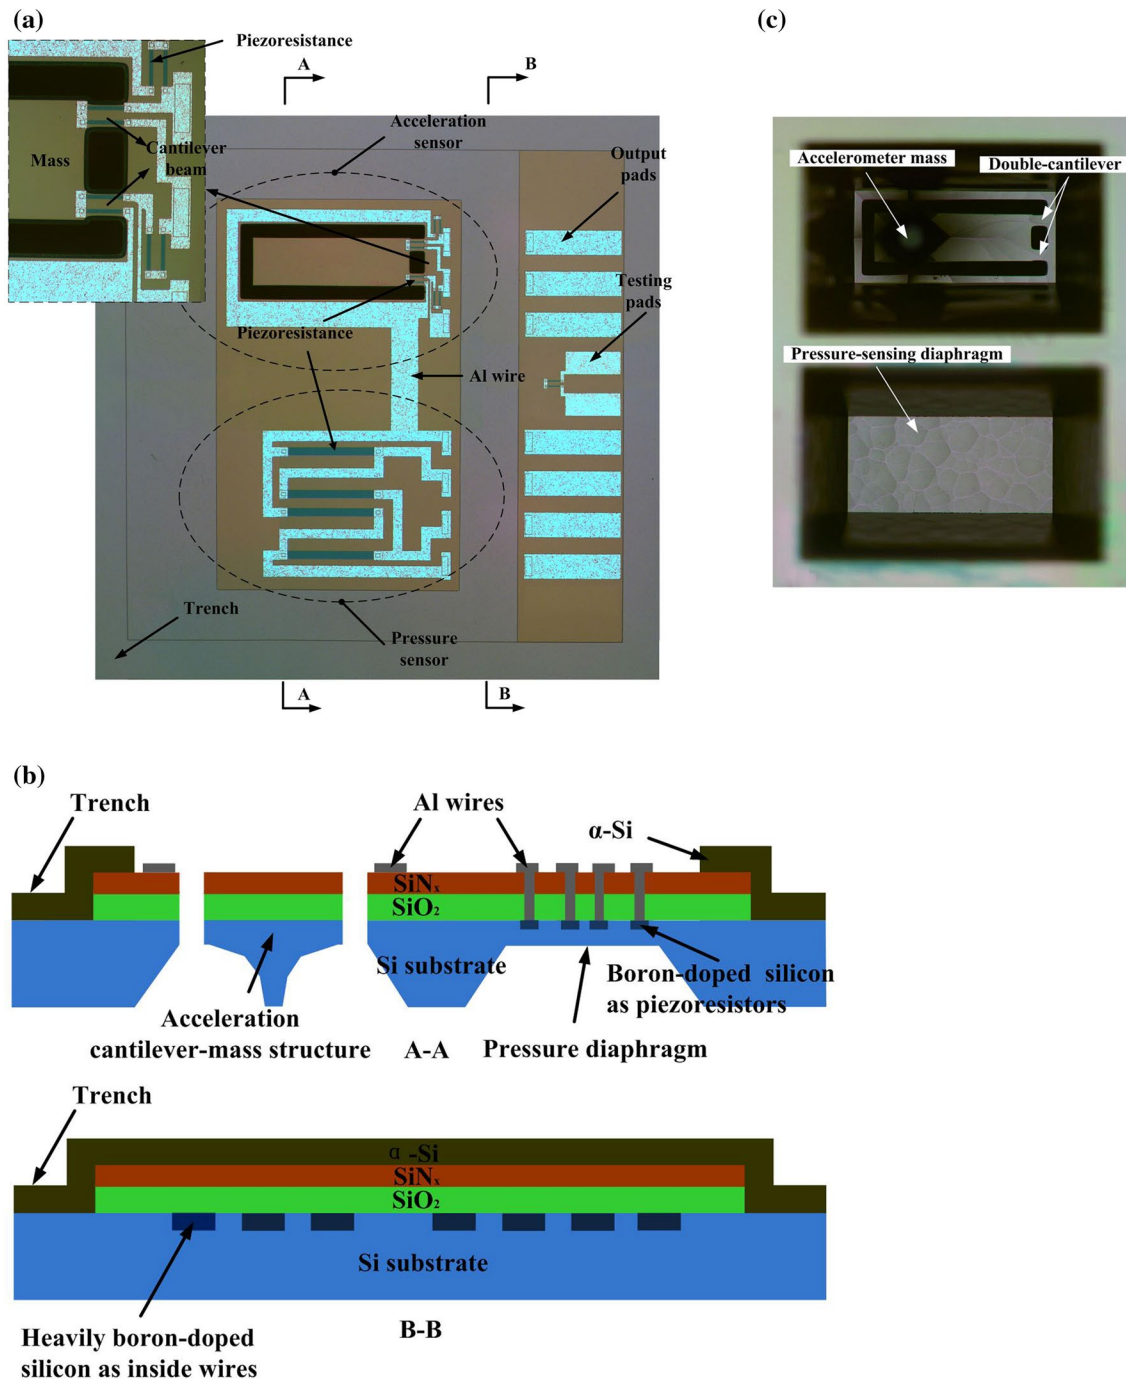 (a)
Piezoresistance
Mass
Cantilever
beam
A
B
Acceleration
sensor
Output
pads
Testing
pads
Piezoresistance
Al wire
Trench
Pressure
sensor
A
B
(c)
Accelerometer mass
Double-cantilever
Pressure-sensing diaphragm
(b)
Trench
Al wires
α-Si
SiNₓ
SiO₂
Si substrate
Boron-doped silicon
as piezoresistors
Acceleration
cantilever-mass structure
A-A
Pressure diaphragm
Trench
α-Si
SiNₓ
SiO₂
Si substrate
Heavily boron-doped
silicon as inside wires
B-B